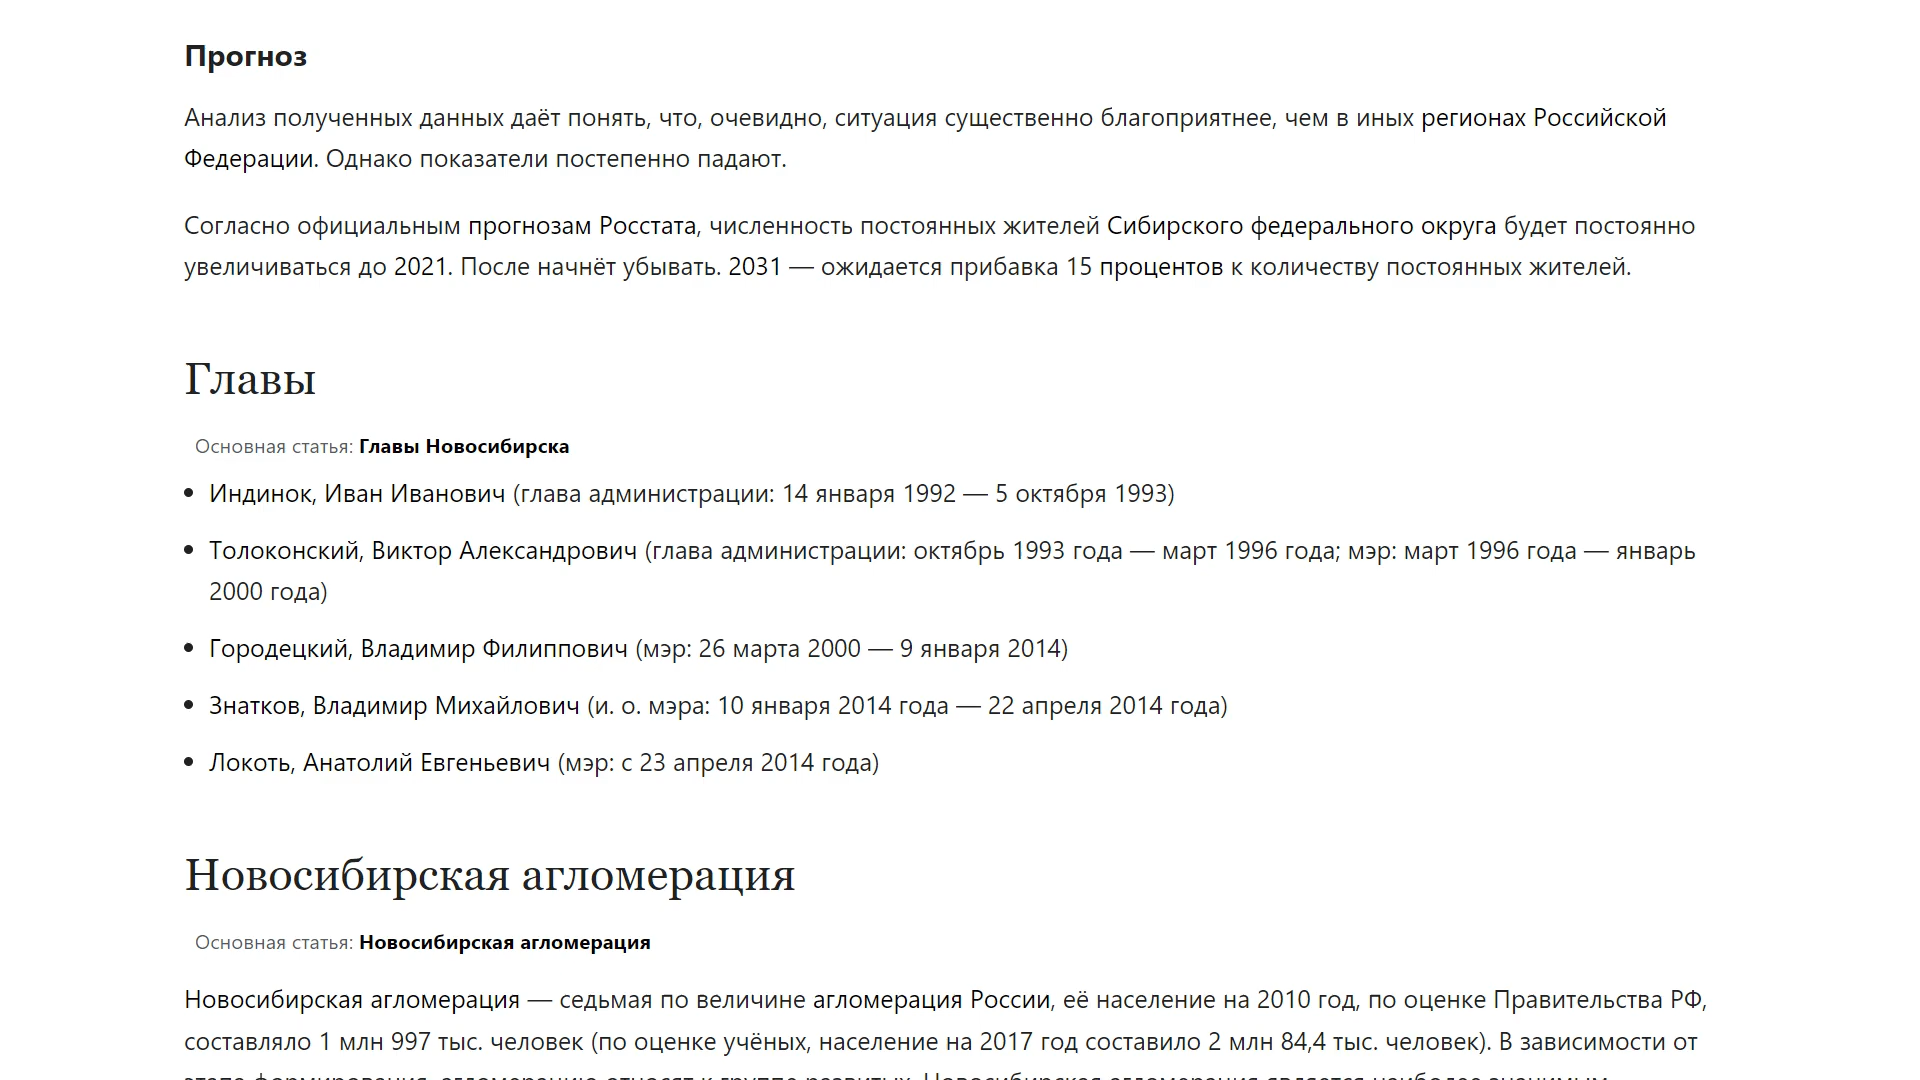 Прогноз
Анализ полученных данных даёт понять, что, очевидно, ситуация существенно благоприятнее, чем в иных регионах Российской
Федерации. Однако показатели постепенно падают.
Согласно официальным прогнозам Росстата, численность постоянных жителей Сибирского федерального округа будет постоянно
увеличиваться до 2021. После начнёт убывать. 2031 — ожидается прибавка 15 процентов к количеству постоянных жителей.
Главы
Основная статья: Главы Новосибирска
Индинок, Иван Иванович (глава администрации: 14 января 1992 — 5 октября 1993)
Толоконский, Виктор Александрович (глава администрации: октябрь 1993 года — март 1996 года; мэр: март 1996 года — январь
2000 года)
Городецкий, Владимир Филиппович (мэр: 26 марта 2000 — 9 января 2014)
Знатков, Владимир Михайлович (и. о. мэра: 10 января 2014 года — 22 апреля 2014 года)
Локоть, Анатолий Евгеньевич (мэр: с 23 апреля 2014 года)
Новосибирская агломерация
Основная статья: Новосибирская агломерация
Новосибирская агломерация — седьмая по величине агломерация России, её население на 2010 год, по оценке Правительства РФ,
составляло 1 млн 997 тыс. человек (по оценке учёных, население на 2017 год составило 2 млн 84,4 тыс. человек). В зависимости от